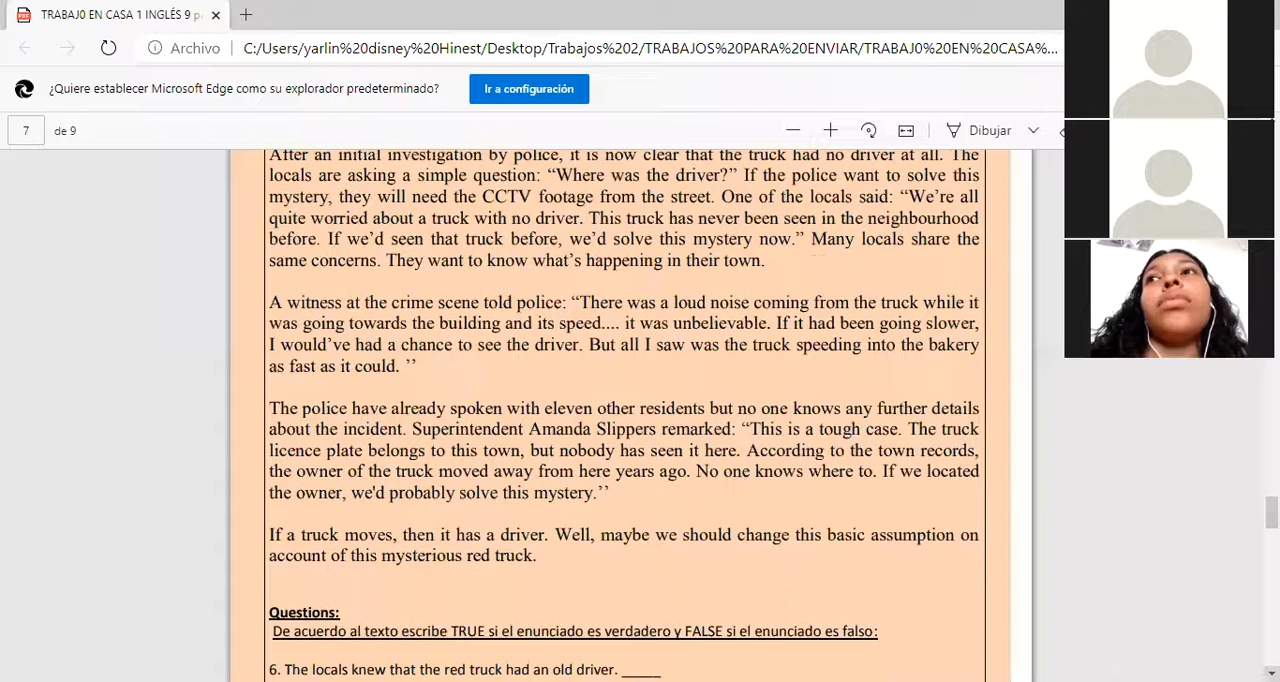 TRABAJ0 EN CASA 1 INGLÉS 9 p
Archivo
C:/Users/yarlin%20disney%20Hinest/Desktop/Trabajos%202/TRABAJOS%20PARA%20ENVIAR/TRABAJ0%20EN%20CASA%...
¿Quiere establecer Microsoft Edge como su explorador predeterminado?
Ir a configuración
7 de 9
Dibujar
After an initial investigation by police, it is now clear that the truck had no driver at all. The
locals are asking a simple question: “Where was the driver?” If the police want to solve this
mystery, they will need the CCTV footage from the street. One of the locals said: “We’re all
quite worried about a truck with no driver. This truck has never been seen in the neighbourhood
before. If we’d seen that truck before, we’d solve this mystery now.” Many locals share the
same concerns. They want to know what’s happening in their town.
A witness at the crime scene told police: “There was a loud noise coming from the truck while it
was going towards the building and its speed.... it was unbelievable. If it had been going slower,
I would’ve had a chance to see the driver. But all I saw was the truck speeding into the bakery
as fast as it could. ’’
The police have already spoken with eleven other residents but no one knows any further details
about the incident. Superintendent Amanda Slippers remarked: “This is a tough case. The truck
licence plate belongs to this town, but nobody has seen it here. According to the town records,
the owner of the truck moved away from here years ago. No one knows where to. If we located
the owner, we'd probably solve this mystery.’’
If a truck moves, then it has a driver. Well, maybe we should change this basic assumption on
account of this mysterious red truck.
Questions:
De acuerdo al texto escribe TRUE si el enunciado es verdadero y FALSE si el enunciado es falso:
6. The locals knew that the red truck had an old driver. _____